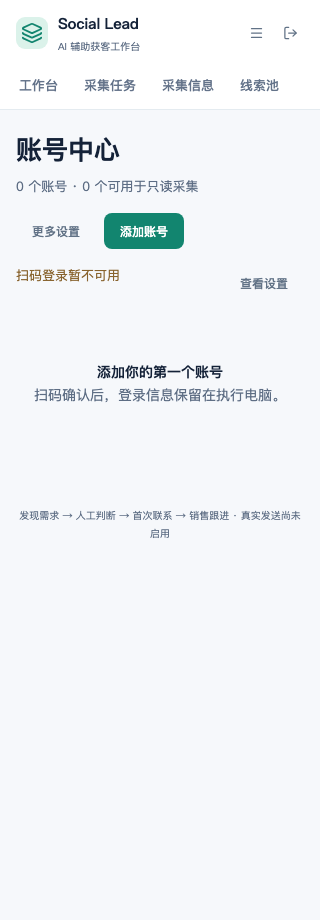 Social Lead
AI 辅助获客工作台
工作台 采集任务 采集信息 线索池
账号中心
0 个账号 · 0 个可用于只读采集
更多设置 添加账号
扫码登录暂不可用
查看设置
添加你的第一个账号
扫码确认后，登录信息保留在执行电脑。
发现需求 → 人工判断 → 首次联系 → 销售跟进 · 真实发送尚未
启用